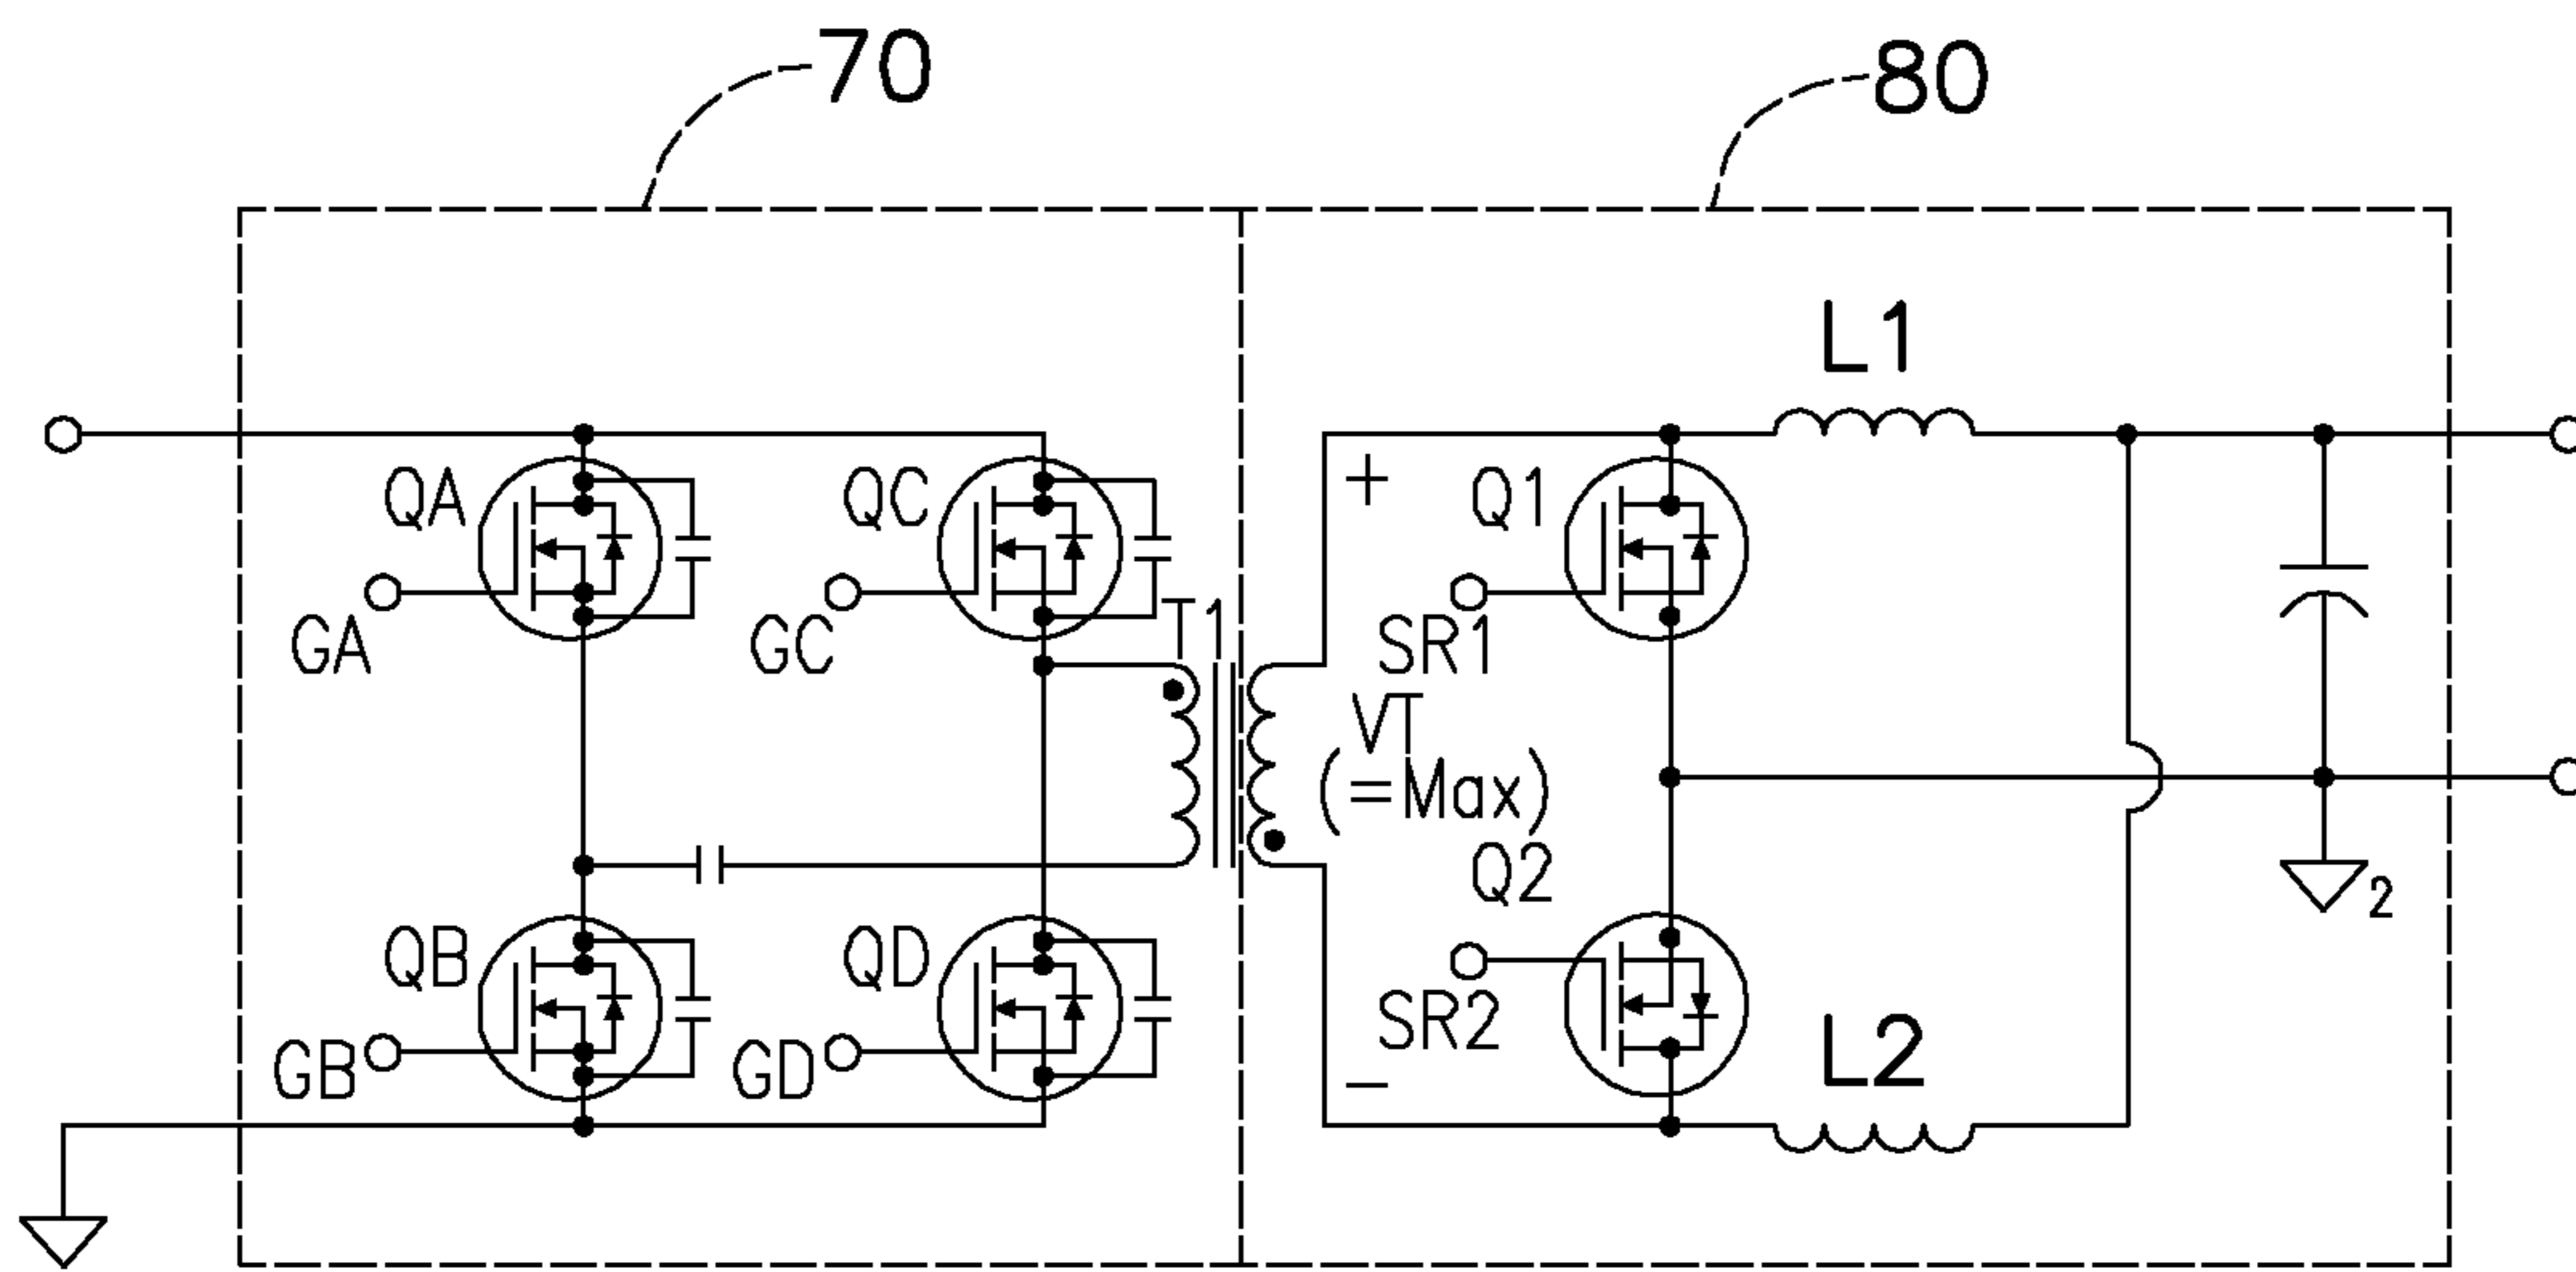 70
80
L1
QA
QC
+
Q1
GA
GC
T1
SR1
VT
(=Max)
Q2
2
QB
QD
SR2
L2
GB
GD
−